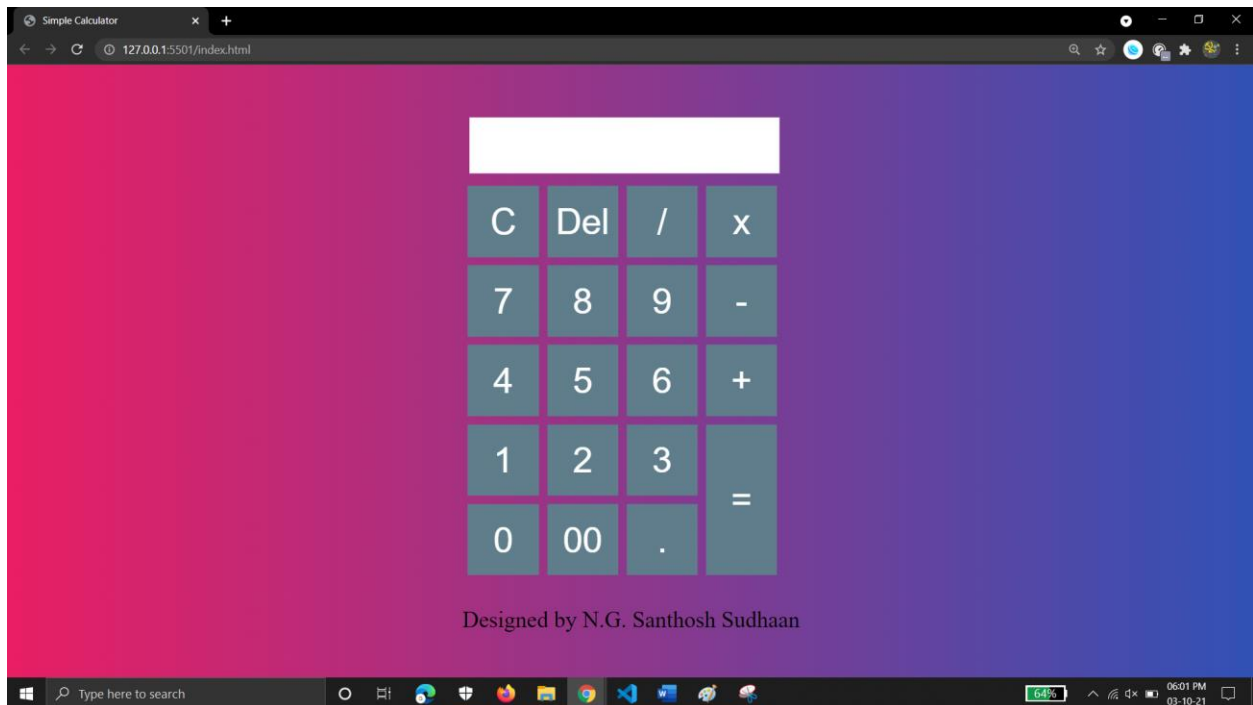 Simple Calculator
127.0.0.1:5501/index.html
C Del / x
7 8 9 -
4 5 6 +
1 2 3
=
0 00 .
Designed by N.G. Santhosh Sudhaan
Type here to search
64%
06:01 PM
03-10-21